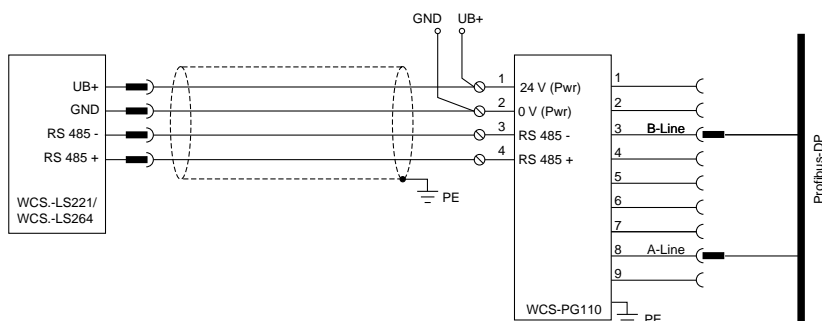 GND UB+
UB+
GND
RS 485 -
RS 485 +
WCS.-LS221/
WCS.-LS264
PE
1 24 V (Pwr)
2 0 V (Pwr)
3 RS 485 -
4 RS 485 +
WCS-PG110
1
2
3 B-Line
4
5
6
7
8 A-Line
9
PE
Profibus-DP